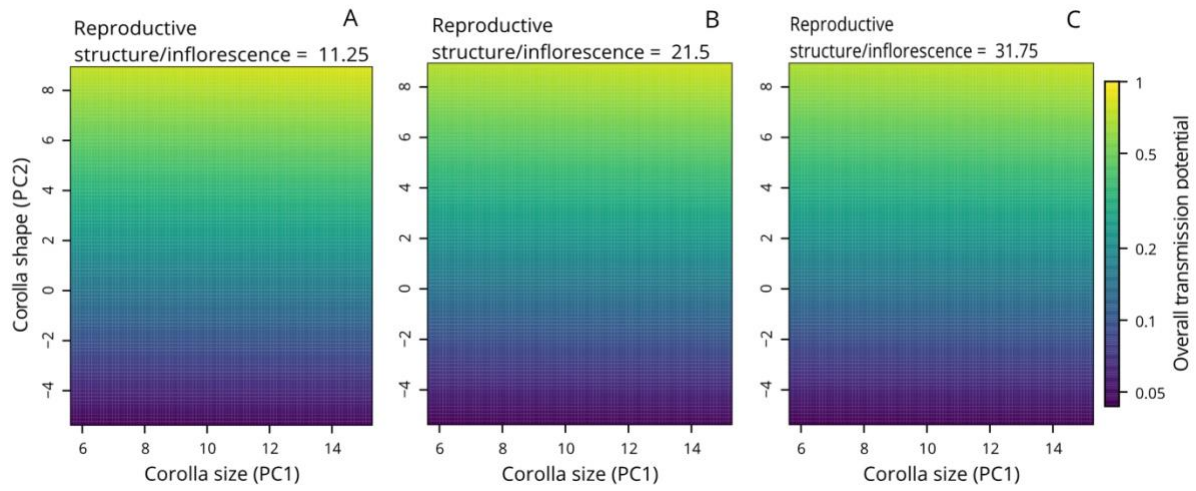 Reproductive
structure/inflorescence = 11.25
A
Reproductive
structure/inflorescence = 21.5
B
Reproductive
structure/inflorescence = 31.75
C
Corolla shape (PC2)
8
6
4
2
0
−2
−4
6 8 10 12 14
Corolla size (PC1)
8
6
4
2
0
−2
−4
6 8 10 12 14
Corolla size (PC1)
8
6
4
2
0
−2
−4
6 8 10 12 14
Corolla size (PC1)
1
0.5
0.2
0.1
0.05
Overall transmission potential